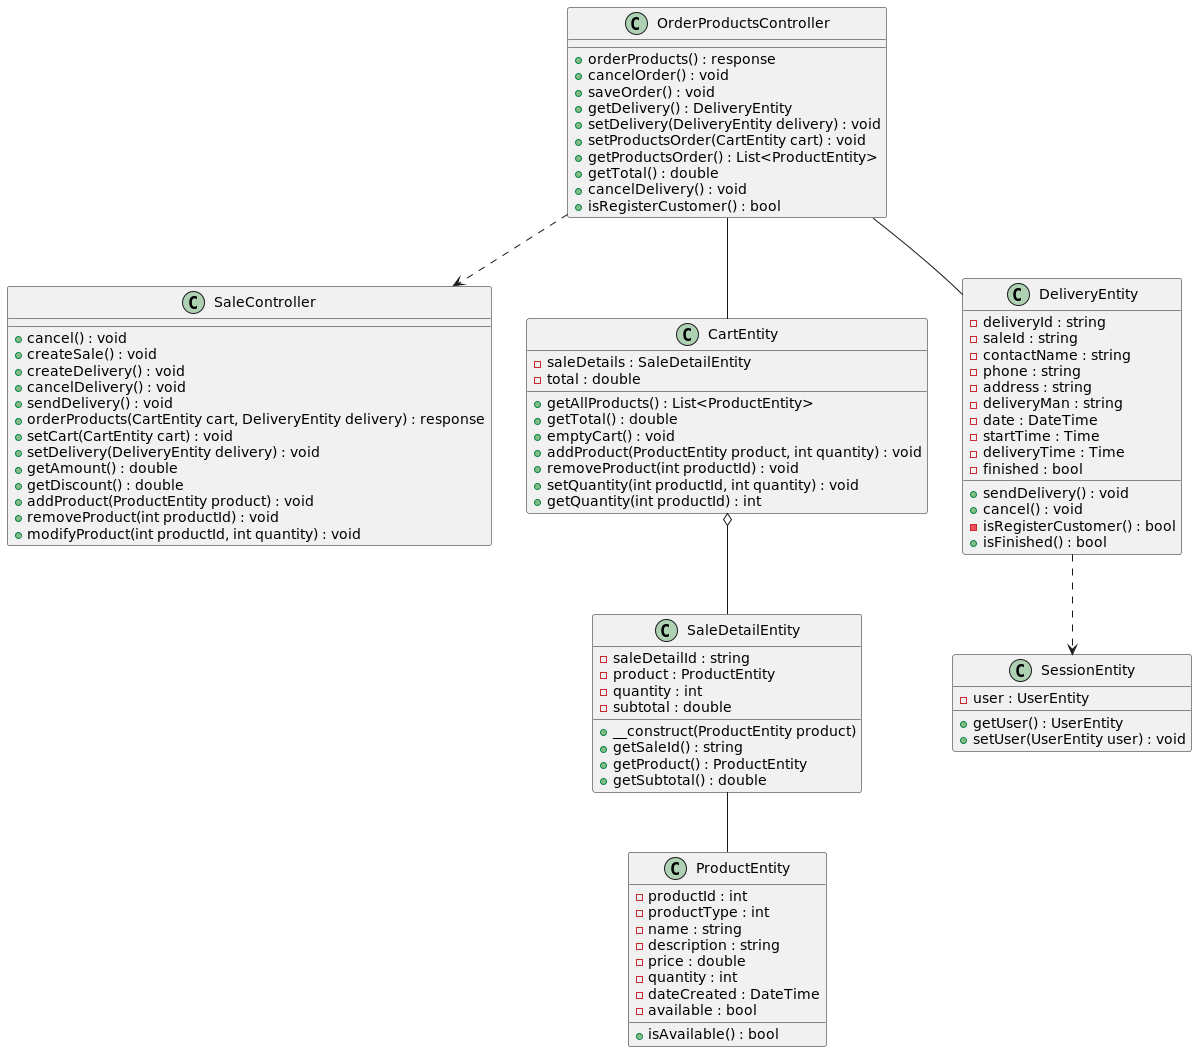 C OrderProductsController
orderProducts() : response
cancelOrder() : void
saveOrder() : void
getDelivery() : DeliveryEntity
setDelivery(DeliveryEntity delivery) : void
setProductsOrder(CartEntity cart) : void
getProductsOrder() : List<ProductEntity>
getTotal() : double
cancelDelivery() : void
isRegisterCustomer() : bool
C SaleController
cancel() : void
createSale() : void
createDelivery() : void
cancelDelivery() : void
sendDelivery() : void
orderProducts(CartEntity cart, DeliveryEntity delivery) : response
setCart(CartEntity cart) : void
setDelivery(DeliveryEntity delivery) : void
getAmount() : double
getDiscount() : double
addProduct(ProductEntity product) : void
removeProduct(int productId) : void
modifyProduct(int productId, int quantity) : void
C CartEntity
saleDetails : SaleDetailEntity
total : double
getAllProducts() : List<ProductEntity>
getTotal() : double
emptyCart() : void
addProduct(ProductEntity product, int quantity) : void
removeProduct(int productId) : void
setQuantity(int productId, int quantity) : void
getQuantity(int productId) : int
C DeliveryEntity
deliveryId : string
saleId : string
contactName : string
phone : string
address : string
deliveryMan : string
date : DateTime
startTime : Time
deliveryTime : Time
finished : bool
sendDelivery() : void
cancel() : void
isRegisterCustomer() : bool
isFinished() : bool
C SaleDetailEntity
saleDetailId : string
product : ProductEntity
quantity : int
subtotal : double
__construct(ProductEntity product)
getSaleId() : string
getProduct() : ProductEntity
getSubtotal() : double
C SessionEntity
user : UserEntity
getUser() : UserEntity
setUser(UserEntity user) : void
C ProductEntity
productId : int
productType : int
name : string
description : string
price : double
quantity : int
dateCreated : DateTime
available : bool
isAvailable() : bool